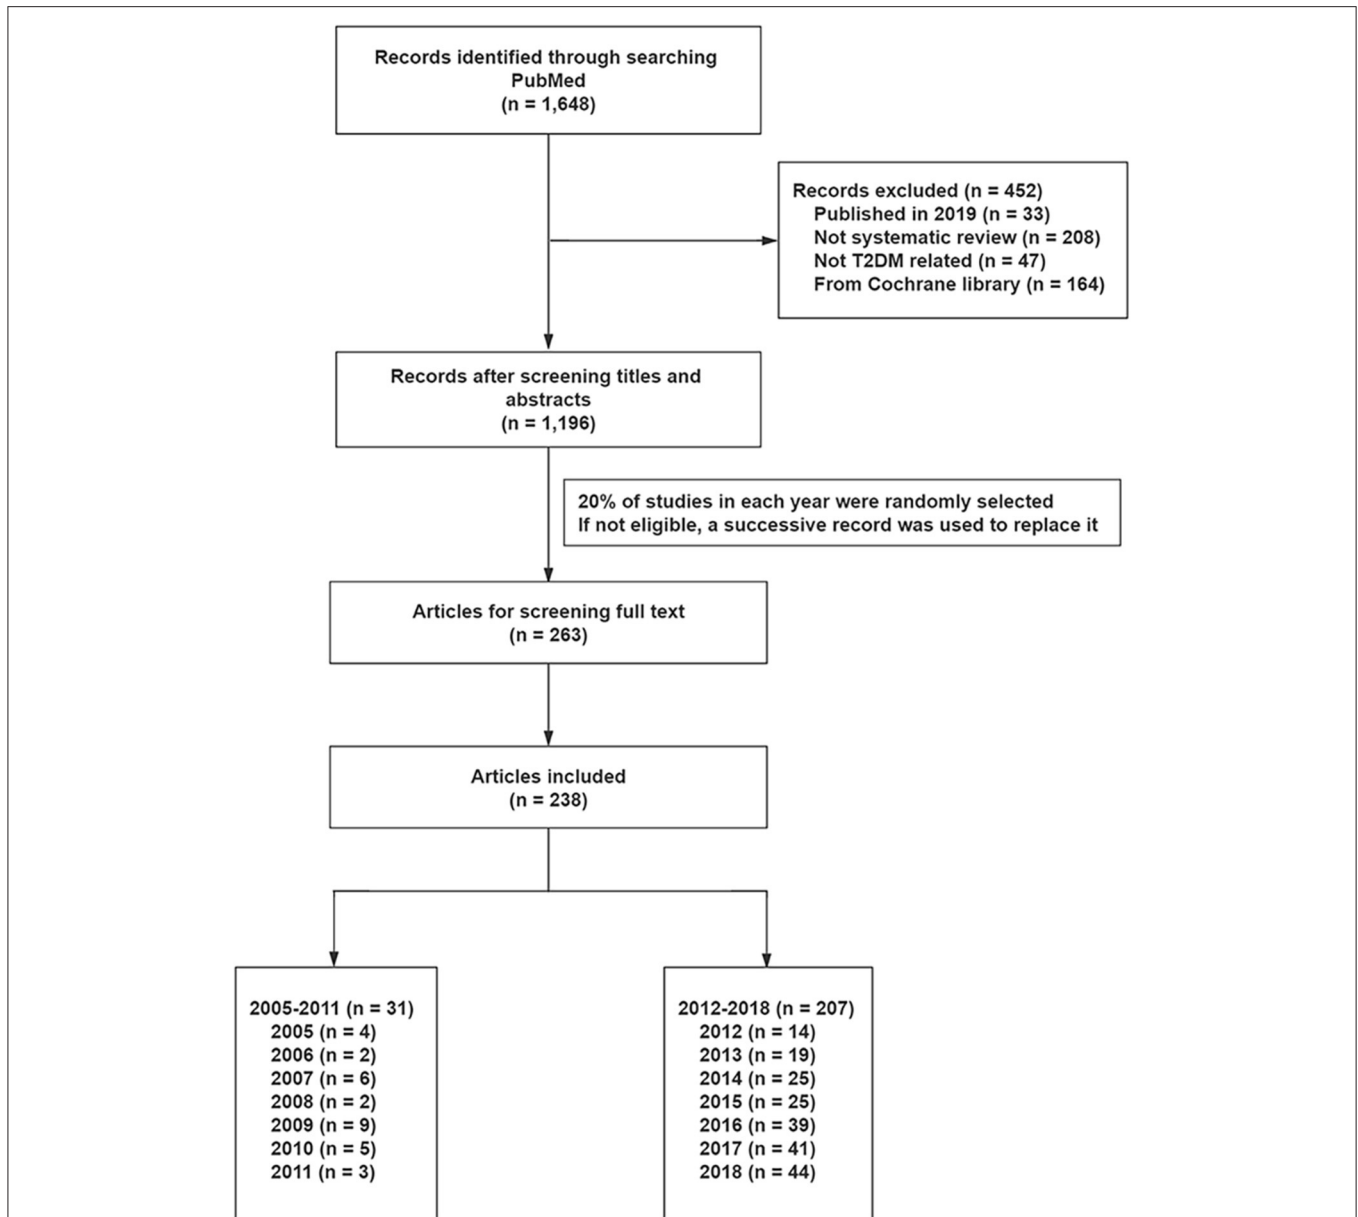 Records identified through searching
PubMed
(n = 1,648)
Records excluded (n = 452)
Published in 2019 (n = 33)
Not systematic review (n = 208)
Not T2DM related (n = 47)
From Cochrane library (n = 164)
Records after screening titles and
abstracts
(n = 1,196)
20% of studies in each year were randomly selected
If not eligible, a successive record was used to replace it
Articles for screening full text
(n = 263)
Articles included
(n = 238)
2005-2011 (n = 31)
2005 (n = 4)
2006 (n = 2)
2007 (n = 6)
2008 (n = 2)
2009 (n = 9)
2010 (n = 5)
2011 (n = 3)
2012-2018 (n = 207)
2012 (n = 14)
2013 (n = 19)
2014 (n = 25)
2015 (n = 25)
2016 (n = 39)
2017 (n = 41)
2018 (n = 44)